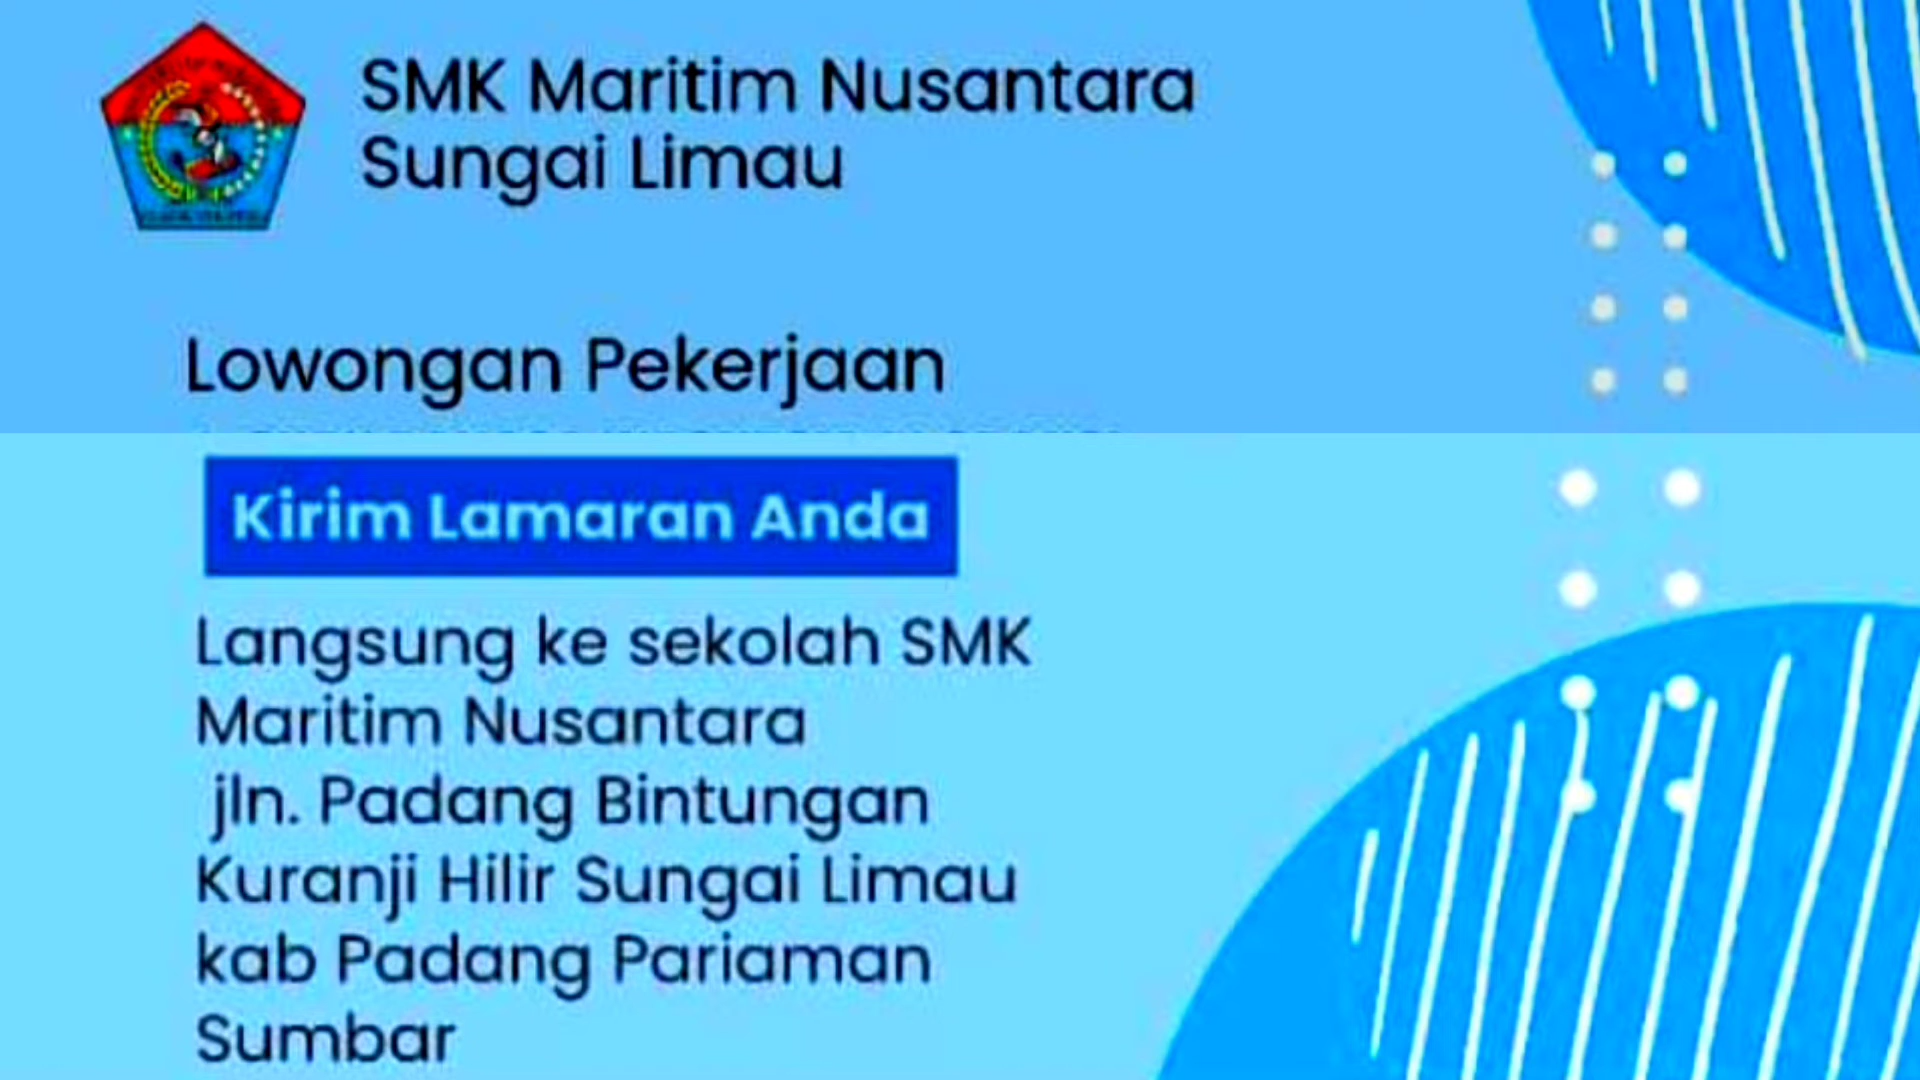 SMK Maritim Nusantara
Sungai Limau
Lowongan Pekerjaan
Kirim Lamaran Anda
Langsung ke sekolah SMK
Maritim Nusantara
jln. Padang Bintungan
Kuranji Hilir Sungai Limau
kab Padang Pariaman
Sumbar